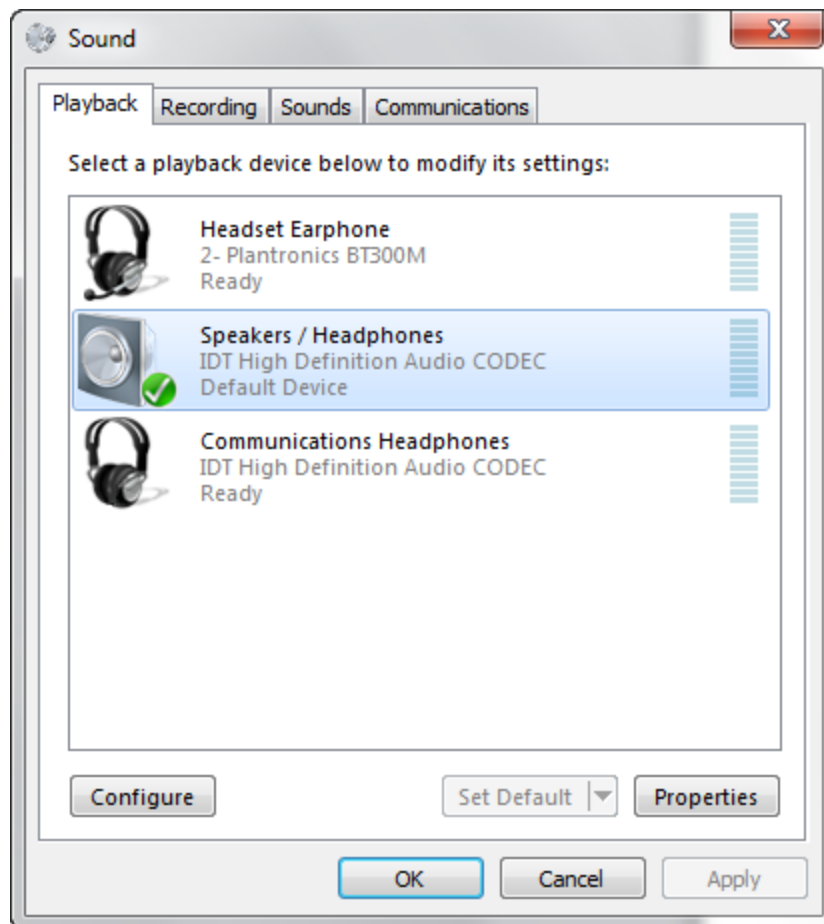 Sound
Playback Recording Sounds Communications
Select a playback device below to modify its settings:
Headset Earphone
2- Plantronics BT300M
Ready
Speakers / Headphones
IDT High Definition Audio CODEC
Default Device
Communications Headphones
IDT High Definition Audio CODEC
Ready
Configure Set Default Properties
OK Cancel Apply